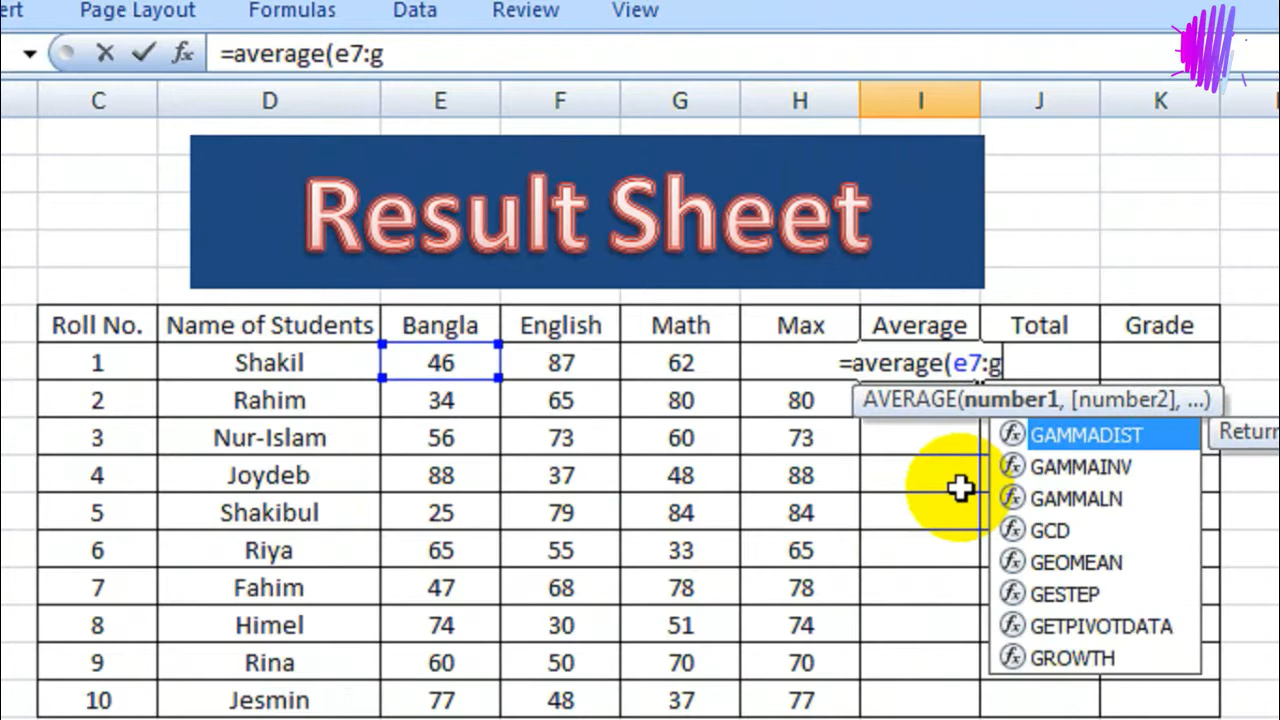 ert Page Layout Formulas Data Review View
=average(e7:g
C D E F G H I J K
Result Sheet
Roll No. Name of Students Bangla English Math Max Average Total Grade
1 Shakil 46 87 62 =average(e7:g
AVERAGE(number1, [number2], ...)
2 Rahim 34 65 80 80
GAMMADIST Return
3 Nur-Islam 56 73 60 73
GAMMAINV
4 Joydeb 88 37 48 88
GAMMALN
5 Shakibul 25 79 84 84
GCD
6 Riya 65 55 33 65
GEOMEAN
7 Fahim 47 68 78 78
GESTEP
8 Himel 74 30 51 74
GETPIVOTDATA
9 Rina 60 50 70 70
GROWTH
10 Jesmin 77 48 37 77